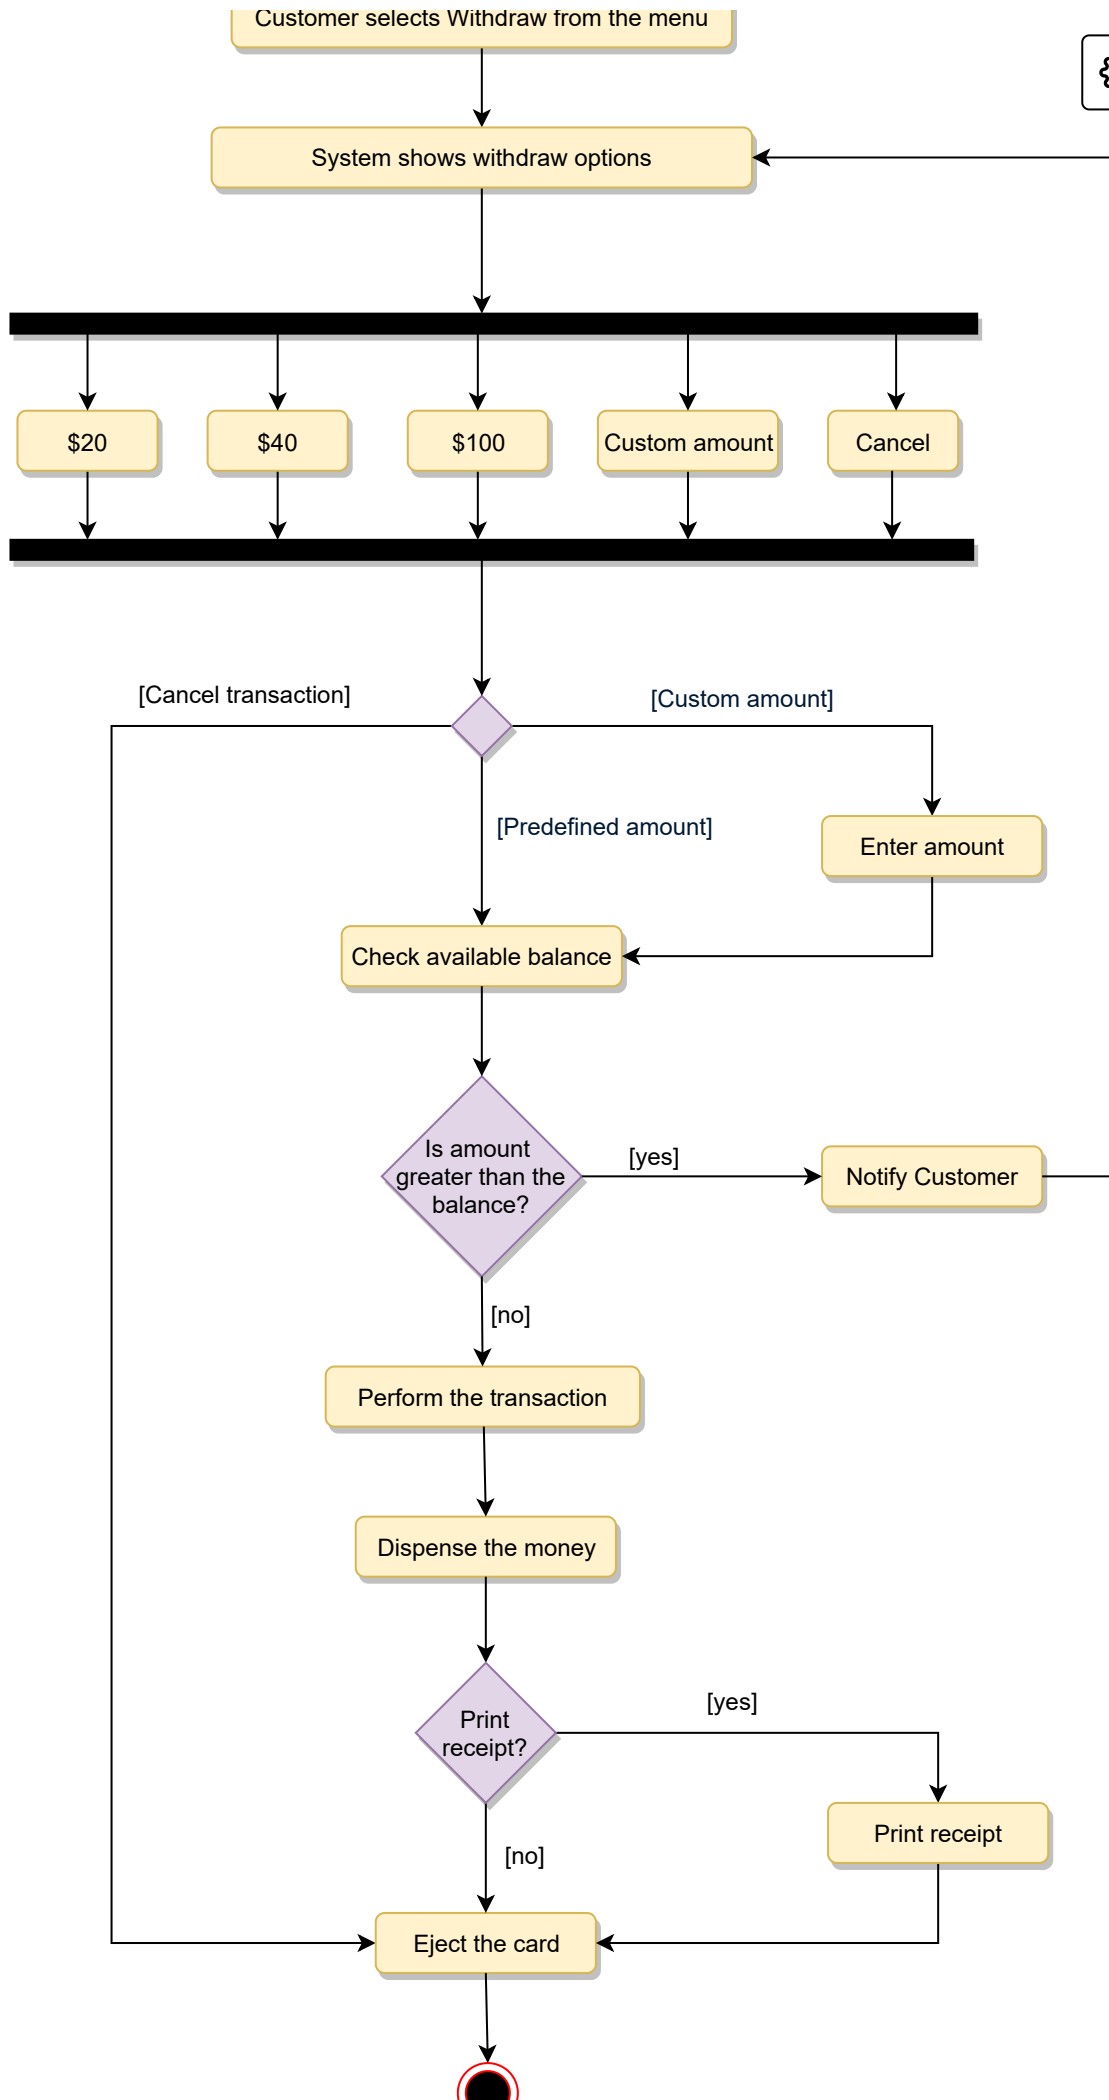 Customer selects Withdraw from the menu
System shows withdraw options
$20
$40
$100
Custom amount
Cancel
[Cancel transaction]
[Custom amount]
[Predefined amount]
Enter amount
Check available balance
Is amount
greater than the
balance?
[yes]
Notify Customer
[no]
Perform the transaction
Dispense the money
Print
receipt?
[yes]
Print receipt
[no]
Eject the card